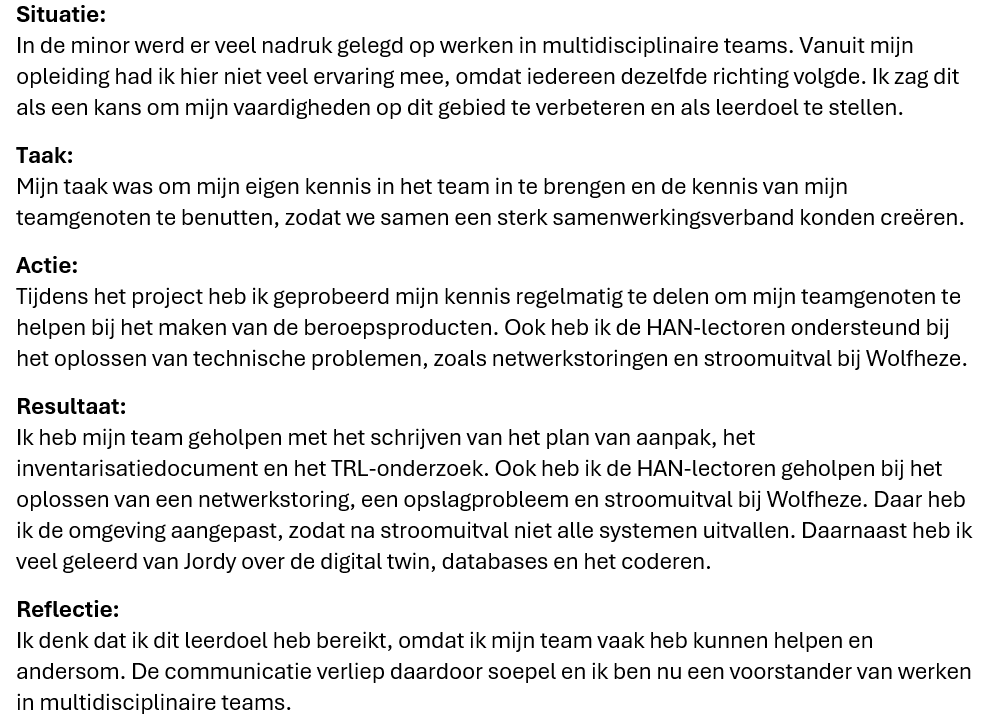 Situatie:
In de minor werd er veel nadruk gelegd op werken in multidisciplinaire teams. Vanuit mijn
opleiding had ik hier niet veel ervaring mee, omdat iedereen dezelfde richting volgde. Ik zag dit
als een kans om mijn vaardigheden op dit gebied te verbeteren en als leerdoel te stellen.
Taak:
Mijn taak was om mijn eigen kennis in het team in te brengen en de kennis van mijn
teamgenoten te benutten, zodat we samen een sterk samenwerkingsverband konden creëren.
Actie:
Tijdens het project heb ik geprobeerd mijn kennis regelmatig te delen om mijn teamgenoten te
helpen bij het maken van de beroepsproducten. Ook heb ik de HAN-lectoren ondersteund bij
het oplossen van technische problemen, zoals netwerkstoringen en stroomuitval bij Wolfheze.
Resultaat:
Ik heb mijn team geholpen met het schrijven van het plan van aanpak, het
inventarisatiedocument en het TRL-onderzoek. Ook heb ik de HAN-lectoren geholpen bij het
oplossen van een netwerkstoring, een opslagprobleem en stroomuitval bij Wolfheze. Daar heb
ik de omgeving aangepast, zodat na stroomuitval niet alle systemen uitvallen. Daarnaast heb ik
veel geleerd van Jordy over de digital twin, databases en het coderen.
Reflectie:
Ik denk dat ik dit leerdoel heb bereikt, omdat ik mijn team vaak heb kunnen helpen en
andersom. De communicatie verliep daardoor soepel en ik ben nu een voorstander van werken
in multidisciplinaire teams.